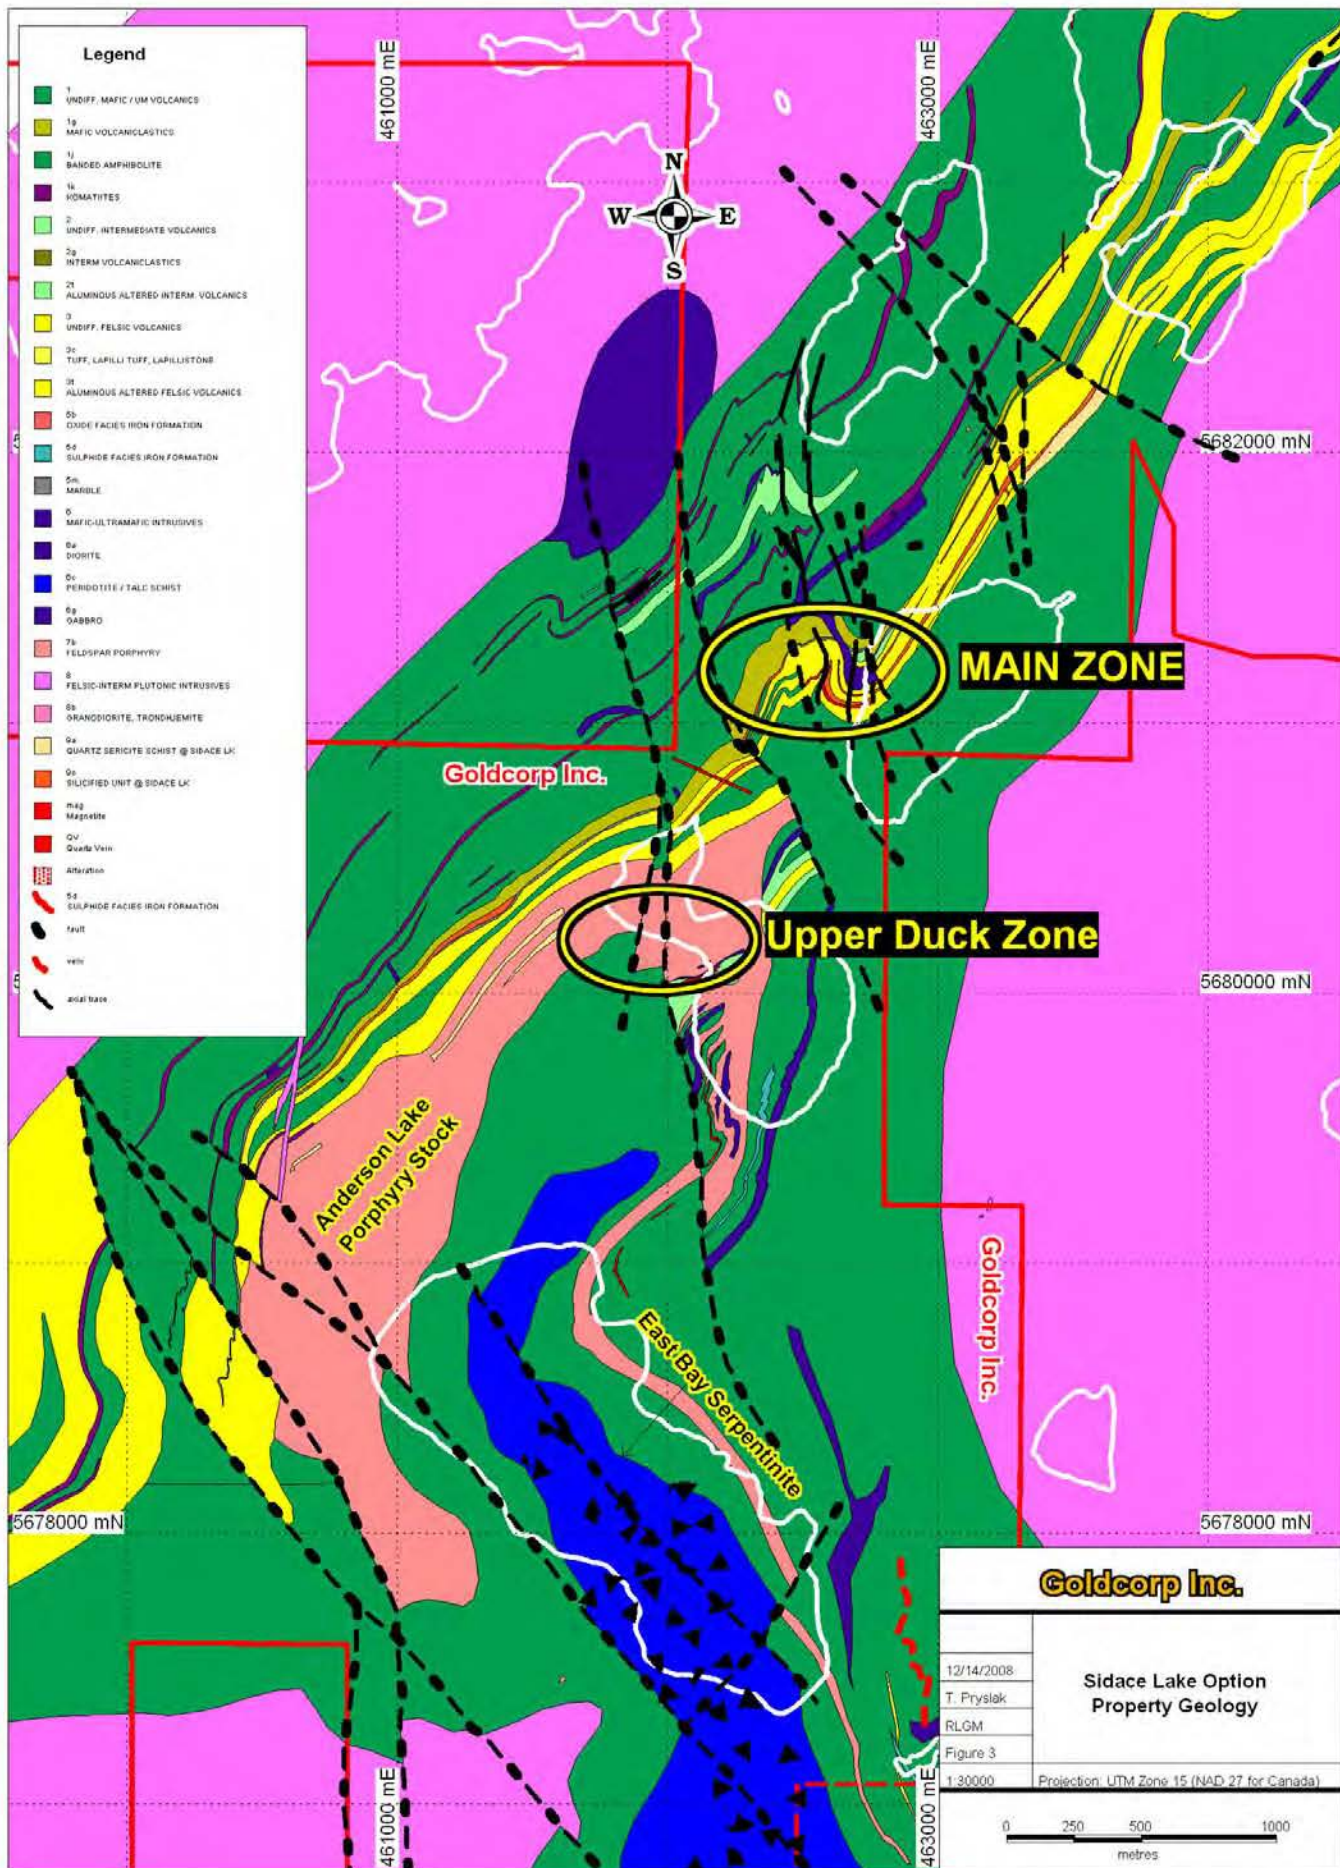 Legend
1
UNDIFF. MAFIC / UM VOLCANICS
1g
MAFIC VOLCANICLASTICS
1j
BANDED AMPHIBOLITE
1k
KOMATIITES
2
UNDIFF. INTERMEDIATE VOLCANICS
2g
INTERM VOLCANICLASTICS
2t
ALUMINOUS ALTERED INTERM. VOLCANICS
3
UNDIFF. FELSIC VOLCANICS
3c
TUFF, LAPILLI TUFF, LAPILLISTONE
3t
ALUMINOUS ALTERED FELSIC VOLCANICS
5b
OXIDE FACIES IRON FORMATION
5d
SULPHIDE FACIES IRON FORMATION
5m
MARBLE
6
MAFIC-ULTRAMAFIC INTRUSIVES
6a
DIORITE
6c
PERIDOTITE / TALC SCHIST
6g
GABBRO
7b
FELDSPAR PORPHYRY
8
FELSIC-INTERM PLUTONIC INTRUSIVES
8b
GRANODIORITE, TRONDHJEMITE
9a
QUARTZ SERICITE SCHIST @ SIDACE LK
9s
SILICIFIED UNIT @ SIDACE LK
mag
Magnetite
QV
Quartz Vein
Alteration
5d
SULPHIDE FACIES IRON FORMATION
fault
vein
axial trace
461000 mE
463000 mE
N
W E
S
5682000 mN
MAIN ZONE
Goldcorp Inc.
Upper Duck Zone
5680000 mN
Anderson Lake
Porphyry Stock
East Bay Serpentinite
Goldcorp Inc.
5678000 mN
5678000 mN
461000 mE
463000 mE
Goldcorp Inc.
12/14/2008
T. Pryslak
RLGM
Figure 3
1:30000
Sidace Lake Option
Property Geology
Projection: UTM Zone 15 (NAD 27 for Canada)
0 250 500 1000
metres